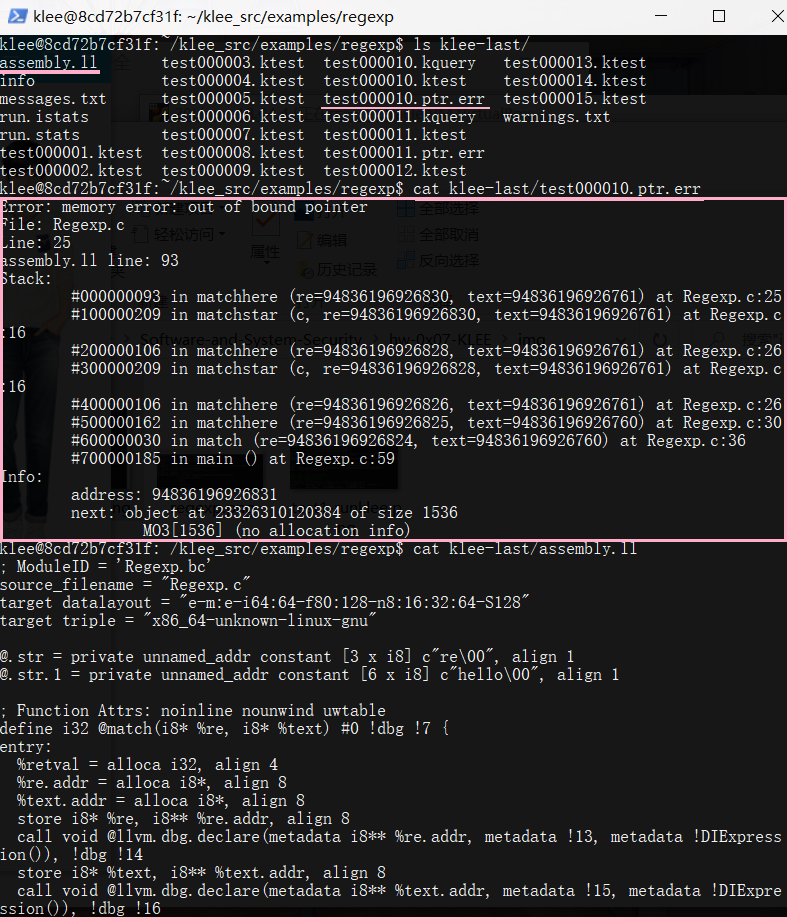 klee@8cd72b7cf31f: ~/klee_src/examples/regexp
klee@8cd72b7cf31f:~/klee_src/examples/regexp$ ls klee-last/
assembly.ll test000003.ktest test000010.kquery test000013.ktest
info test000004.ktest test000010.ktest test000014.ktest
messages.txt test000005.ktest test000010.ptr.err test000015.ktest
run.istats test000006.ktest test000011.kquery warnings.txt
run.stats test000007.ktest test000011.ktest
test000001.ktest test000008.ktest test000011.ptr.err
test000002.ktest test000009.ktest test000012.ktest
klee@8cd72b7cf31f:~/klee_src/examples/regexp$ cat klee-last/test000010.ptr.err
Error: memory error: out of bound pointer
File: Regexp.c
Line: 25
assembly.ll line: 93
Stack:
#000000093 in matchhere (re=94836196926830, text=94836196926761) at Regexp.c:25
#100000209 in matchstar (c, re=94836196926830, text=94836196926761) at Regexp.c
:16
#200000106 in matchhere (re=94836196926828, text=94836196926761) at Regexp.c:26
#300000209 in matchstar (c, re=94836196926828, text=94836196926761) at Regexp.c
:16
#400000106 in matchhere (re=94836196926826, text=94836196926761) at Regexp.c:26
#500000162 in matchhere (re=94836196926825, text=94836196926760) at Regexp.c:30
#600000030 in match (re=94836196926824, text=94836196926760) at Regexp.c:36
#700000185 in main () at Regexp.c:59
Info:
address: 94836196926831
next: object at 23326310120384 of size 1536
MO3[1536] (no allocation info)
klee@8cd72b7cf31f:~/klee_src/examples/regexp$ cat klee-last/assembly.ll
; ModuleID = 'Regexp.bc'
source_filename = "Regexp.c"
target datalayout = "e-m:e-i64:64-f80:128-n8:16:32:64-S128"
target triple = "x86_64-unknown-linux-gnu"
@.str = private unnamed_addr constant [3 x i8] c"re\00", align 1
@.str.1 = private unnamed_addr constant [6 x i8] c"hello\00", align 1
; Function Attrs: noinline nounwind uwtable
define i32 @match(i8* %re, i8* %text) #0 !dbg !7 {
entry:
%retval = alloca i32, align 4
%re.addr = alloca i8*, align 8
%text.addr = alloca i8*, align 8
store i8* %re, i8** %re.addr, align 8
call void @llvm.dbg.declare(metadata i8** %re.addr, metadata !13, metadata !DIExpress
ion()), !dbg !14
store i8* %text, i8** %text.addr, align 8
call void @llvm.dbg.declare(metadata i8** %text.addr, metadata !15, metadata !DIExpre
ssion()), !dbg !16